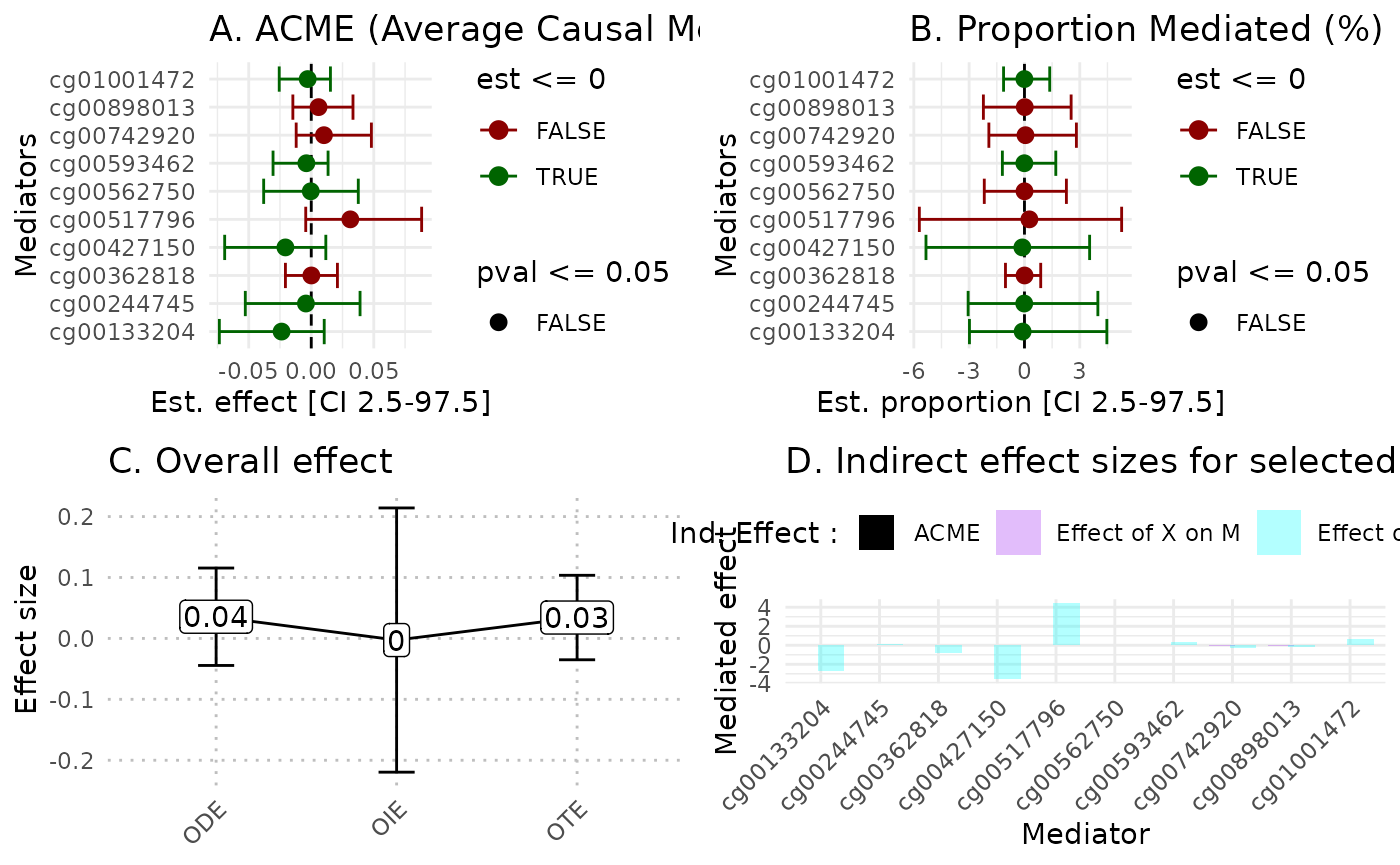 A. ACME (Average Causal Me
Mediators
cg01001472
cg00898013
cg00742920
cg00593462
cg00562750
cg00517796
cg00427150
cg00362818
cg00244745
cg00133204
-0.05 0.00 0.05
Est. effect [CI 2.5-97.5]
est <= 0
FALSE
TRUE
pval <= 0.05
FALSE
B. Proportion Mediated (%)
Mediators
cg01001472
cg00898013
cg00742920
cg00593462
cg00562750
cg00517796
cg00427150
cg00362818
cg00244745
cg00133204
-6 -3 0 3
Est. proportion [CI 2.5-97.5]
est <= 0
FALSE
TRUE
pval <= 0.05
FALSE
C. Overall effect
Effect size
0.2
0.1
0.0
-0.1
-0.2
0.04
0
0.03
ODE
OIE
OTE
D. Indirect effect sizes for selected
Ind. Effect :
ACME
Effect of X on M
Effect o
Mediated effect
4
2
0
-2
-4
cg00133204
cg00244745
cg00362818
cg00427150
cg00517796
cg00562750
cg00593462
cg00742920
cg00898013
cg01001472
Mediator